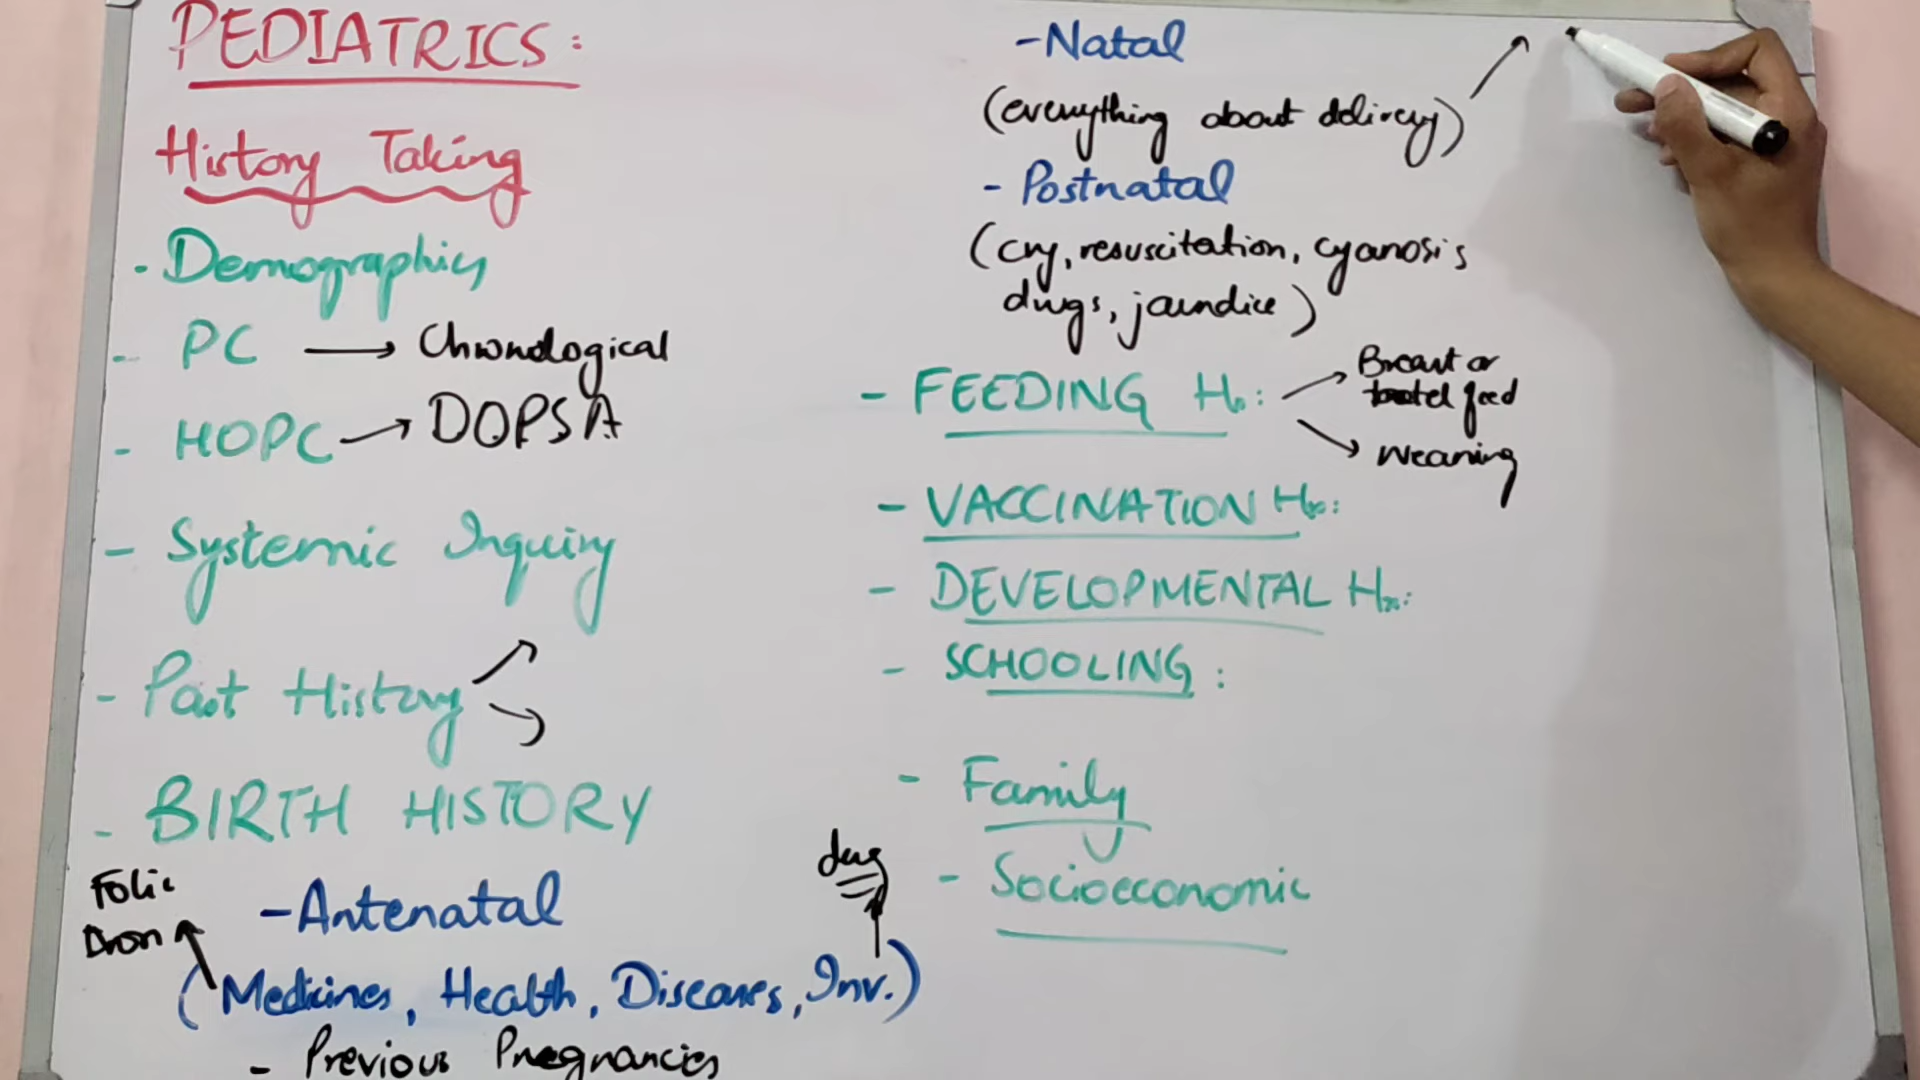 PEDIATRICS:
History Taking
- Demographics
- PC → Chronological
- HOPC → DOPSA
- Systemic Inquiry
- Past History
- BIRTH HISTORY
Folic
Iron
- Antenatal
(Medicines, Health, Diseases, Inv.)
- Previous Pregnancies
- Natal
(everything about delivery)
- Postnatal
(cry, resuscitation, cyanosis
drugs, jaundice)
- FEEDING Hx:
Breast or
feed
Weaning
- VACCINATION Hx:
- DEVELOPMENTAL Hx:
- SCHOOLING:
- Family
- Socioeconomic